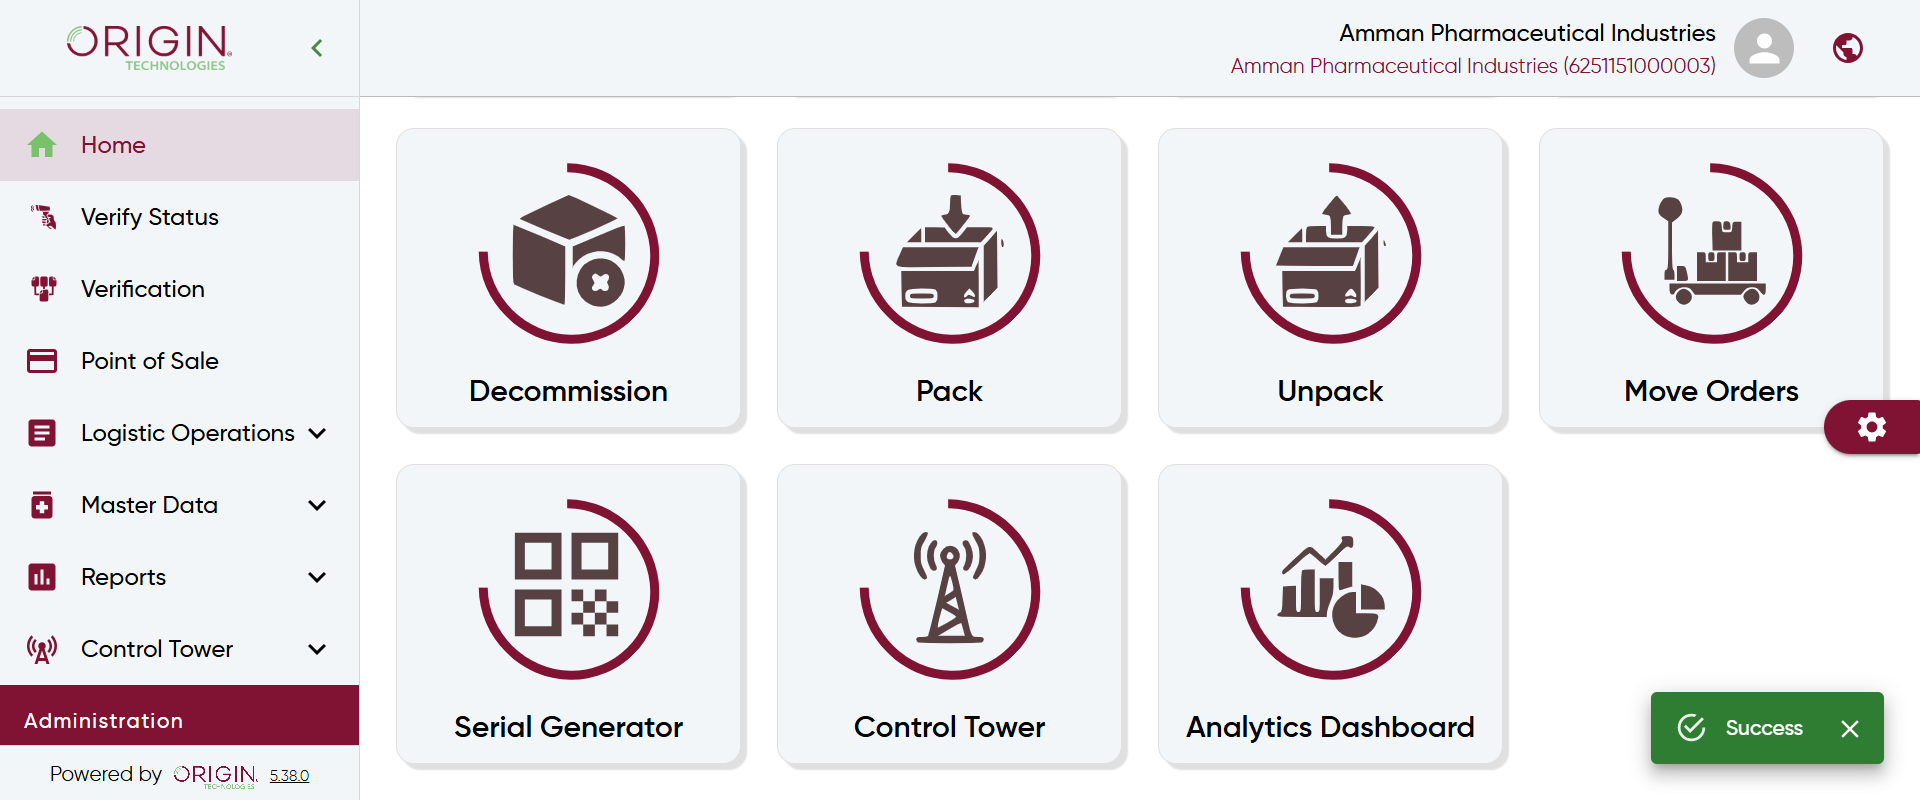 ORIGIN
TECHNOLOGIES
Amman Pharmaceutical Industries
Amman Pharmaceutical Industries (6251151000003)
Home
Verify Status
Verification
Point of Sale
Logistic Operations
Master Data
Reports
Control Tower
Administration
Powered by ORIGIN TECHNOLOGIES 5.38.0
Decommission
Pack
Unpack
Move Orders
Serial Generator
Control Tower
Analytics Dashboard
Success